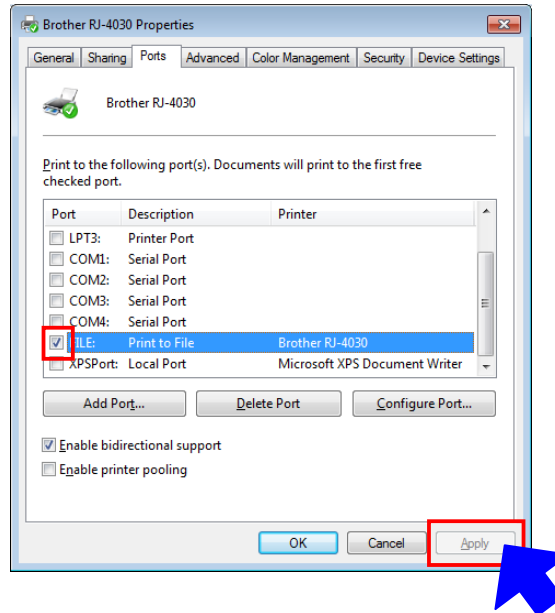 Brother RJ-4030 Properties
General Sharing Ports Advanced Color Management Security Device Settings
Brother RJ-4030
Print to the following port(s). Documents will print to the first free
checked port.
Port Description Printer
LPT3: Printer Port
COM1: Serial Port
COM2: Serial Port
COM3: Serial Port
COM4: Serial Port
FILE: Print to File Brother RJ-4030
XPSPort: Local Port Microsoft XPS Document Writer
Add Port... Delete Port Configure Port...
Enable bidirectional support
Enable printer pooling
OK Cancel Apply